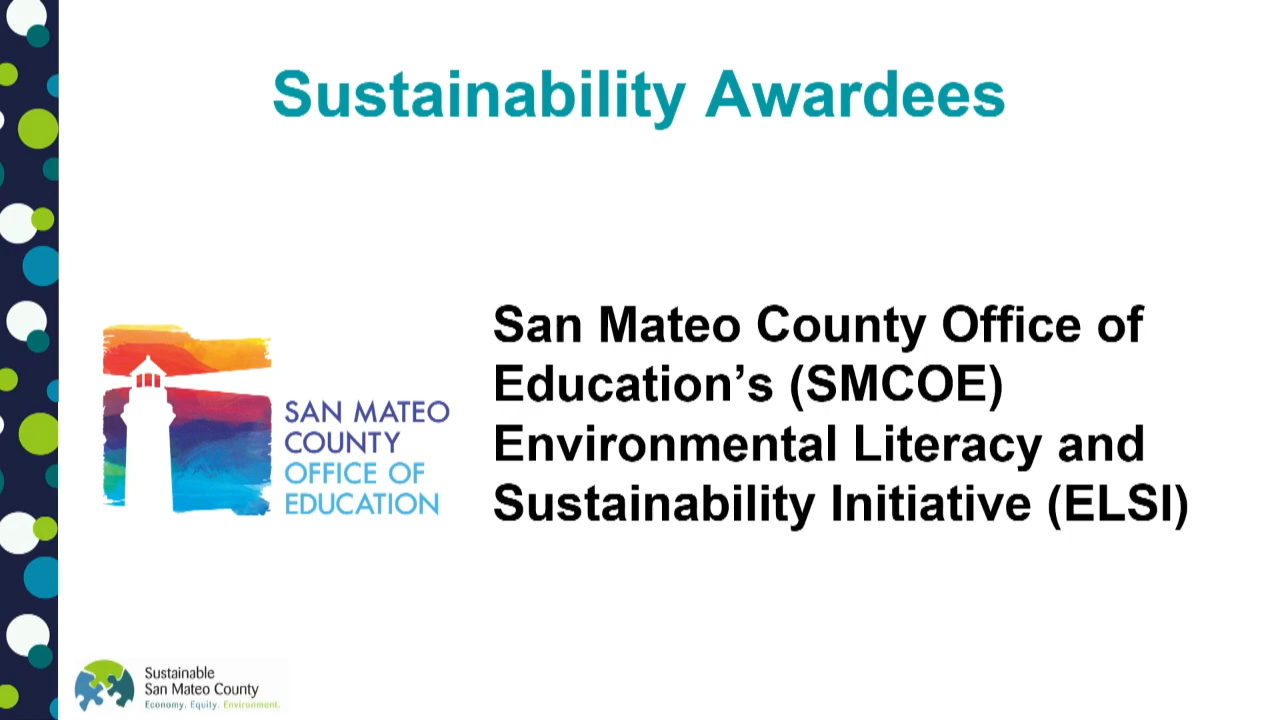 Sustainability Awardees
San Mateo County Office of
Education’s (SMCOE)
Environmental Literacy and
Sustainability Initiative (ELSI)
SAN MATEO
COUNTY
OFFICE OF
EDUCATION
Sustainable
San Mateo County
Economy. Equity. Environment.